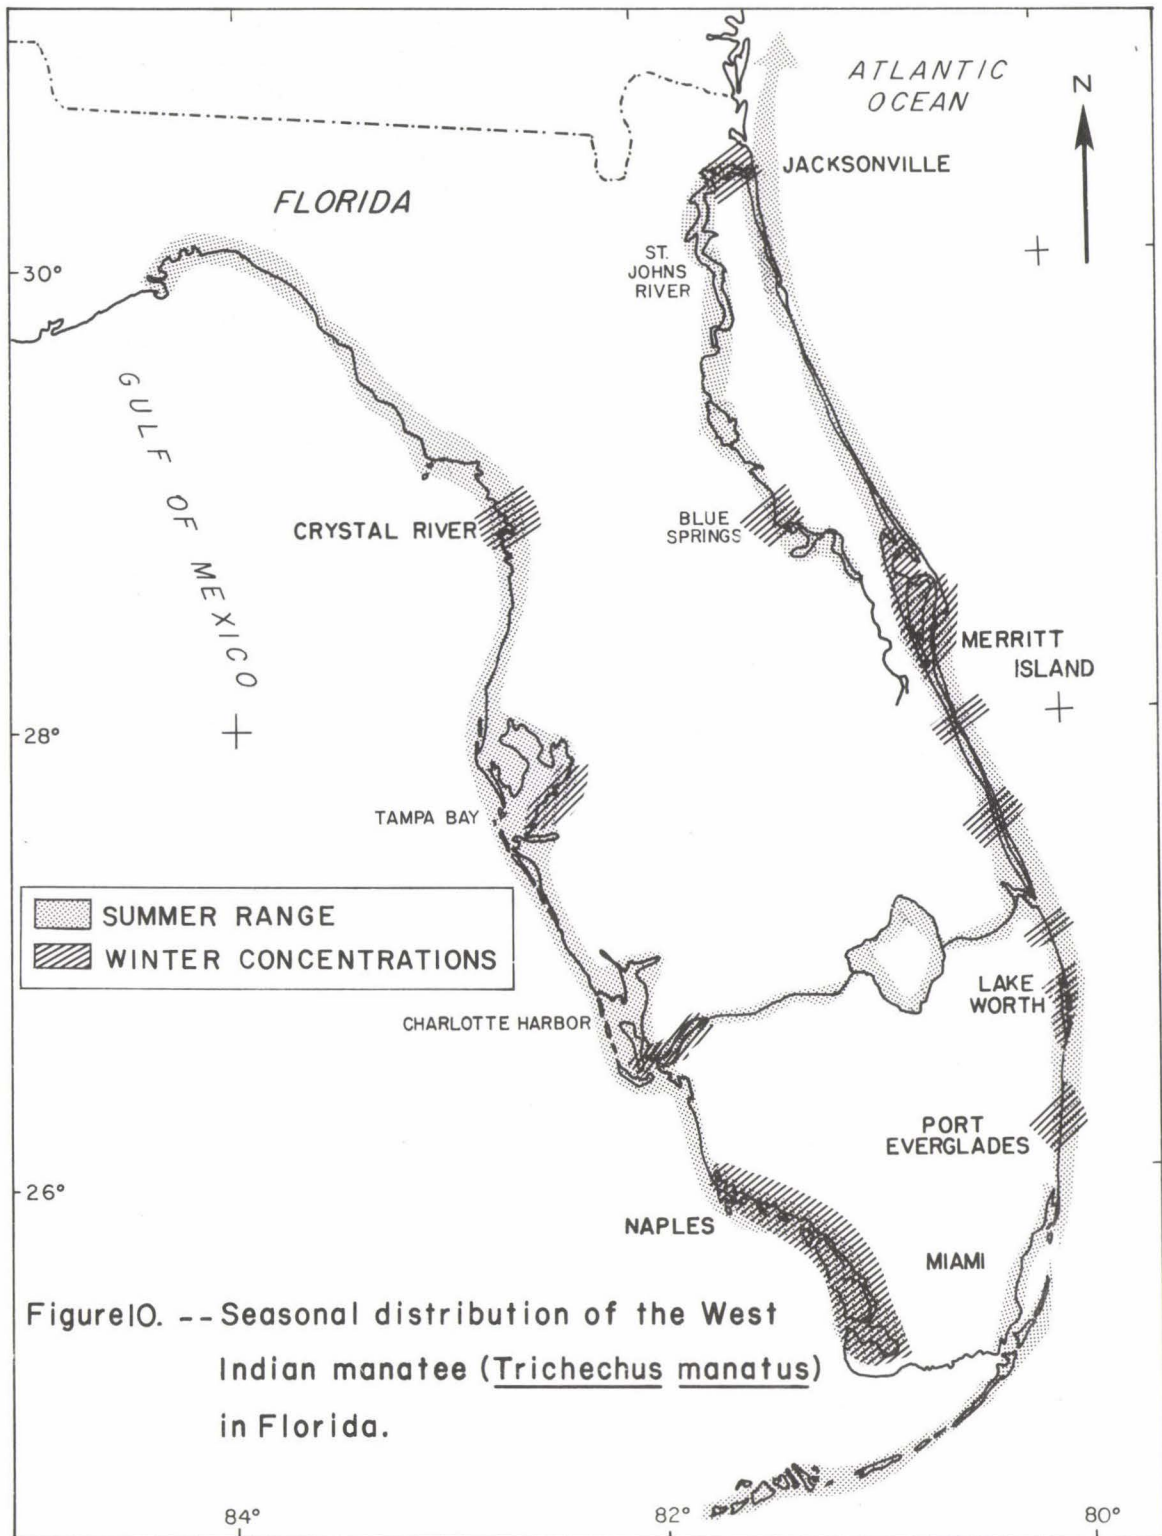 ATLANTIC
OCEAN
N
JACKSONVILLE
FLORIDA
ST.
JOHNS
RIVER
30°
GULF OF MEXICO
CRYSTAL RIVER
BLUE
SPRINGS
MERRITT
ISLAND
28°
TAMPA BAY
SUMMER RANGE
WINTER CONCENTRATIONS
LAKE
WORTH
CHARLOTTE HARBOR
PORT
EVERGLADES
26°
NAPLES
MIAMI
Figure10. -- Seasonal distribution of the West
Indian manatee (Trichechus manatus)
in Florida.
84°
82°
80°